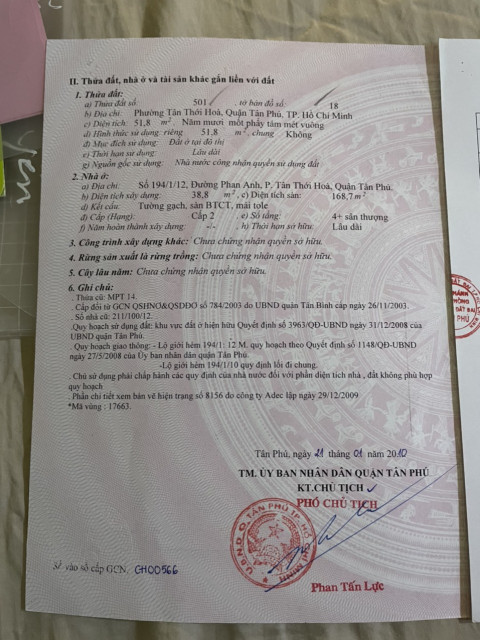 II. Thửa đất, nhà ở và tài sản khác gắn liền với đất
1. Thửa đất:
a) Thửa đất số: 501, tờ bản đồ số: 18
b) Địa chỉ: Phường Tân Thới Hoà, Quận Tân Phú, TP. Hồ Chí Minh
c) Diện tích: 51,8 m². Năm mươi mốt phẩy tám mét vuông
d) Hình thức sử dụng: riêng 51,8 m², chung Không
đ) Mục đích sử dụng: Đất ở tại đô thị
e) Thời hạn sử dụng: Lâu dài
g) Nguồn gốc sử dụng: Nhà nước công nhận quyền sử dụng đất
2. Nhà ở:
a) Địa chỉ: Số 194/1/12, Đường Phan Anh, P. Tân Thới Hoà, Quận Tân Phú.
b) Diện tích xây dựng: 38,8 m², c) Diện tích sàn: 168,7 m²
d) Kết cấu: Tường gạch, sàn BTCT, mái tole
đ) Cấp (Hạng): Cấp 2 e) Số tầng: 4+ sân thượng
f) Năm hoàn thành xây dựng: -/- h) Thời hạn sở hữu: Lâu dài
3. Công trình xây dựng khác: Chưa chứng nhận quyền sở hữu.
4. Rừng sản xuất là rừng trồng: Chưa chứng nhận quyền sở hữu.
5. Cây lâu năm: Chưa chứng nhận quyền sở hữu.
6. Ghi chú:
. Thửa cũ: MPT 14.
. Cấp đổi từ GCN QSHNƠ&QSDĐƠ số 784/2003 do UBND quận Tân Bình cấp ngày 26/11/2003.
. Số nhà cũ: 211/100/12.
.Quy hoạch sử dụng đất: khu vực đất ở hiện hữu Quyết định số 3963/QĐ-UBND ngày 31/12/2008 của
UBND quận Tân Phú.
. Quy hoạch giao thông: - Lộ giới hẻm 194/1: 12 M. quy hoạch theo Quyết định số 1148/QĐ-UBND
ngày 27/5/2008 của Ủy ban nhân dân quận Tân Phú.
-Lộ giới hẻm 194/1/10 quy định lối đi chung.
. Chủ sử dụng phải chấp hành các quy định của nhà nước đối với phần diện tích nhà , đất không phù hợp
quy hoạch
. Phần chi tiết xem bản vẽ hiện trạng số 8156 do công ty Adec lập ngày 29/12/2009
*Mã vùng : 17663.
Tân Phú, ngày 21 tháng 01 năm 2010
TM. ỦY BAN NHÂN DÂN QUẬN TÂN PHÚ
KT.CHỦ TỊCH
PHÓ CHỦ TỊCH
Số vào sổ cấp GCN: CH00566
Phan Tấn Lực